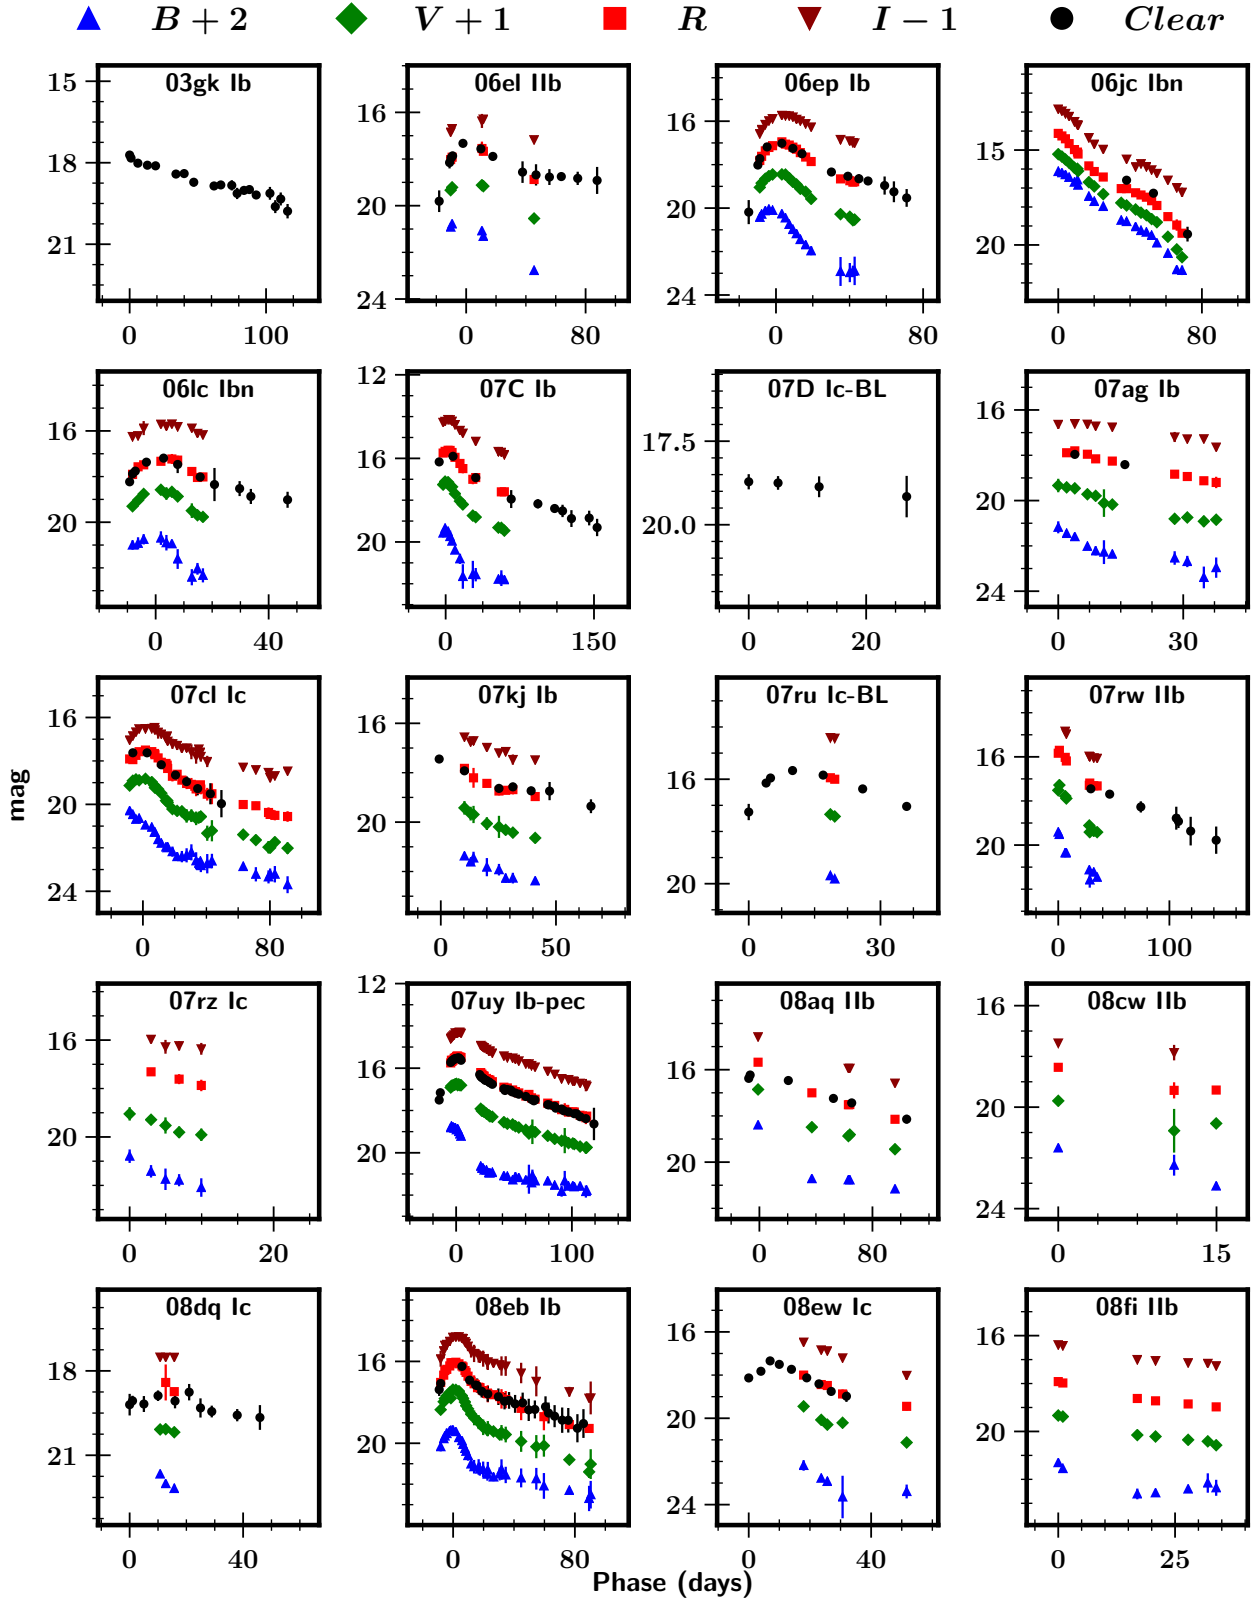 B + 2 V + 1 R I − 1 Clear
03gk Ib 06el IIb 06ep Ib 06jc Ibn
15 18 21
16 20 24
16 20 24
15 20
0 100 0 80 0 80 0 80
06lc Ibn 07C Ib 07D Ic-BL 07ag Ib
16 20
12 16 20
17.5 20.0
16 20 24
0 40 0 150 0 20 0 30
07cl Ic 07kj Ib 07ru Ic-BL 07rw IIb
16 20 24
20
16 20
16 20
0 80 0 50 0 30 0 100
mag
07rz Ic 07uy Ib-pec 08aq IIb 08cw IIb
16 20
12 16 20
16 20
16 20 24
0 20 0 100 0 80 0 15
08dq Ic 08eb Ib 08ew Ic 08fi IIb
18 21
16 20
16 20 24
16 20
0 40 0 80 0 40 0 25
Phase (days)